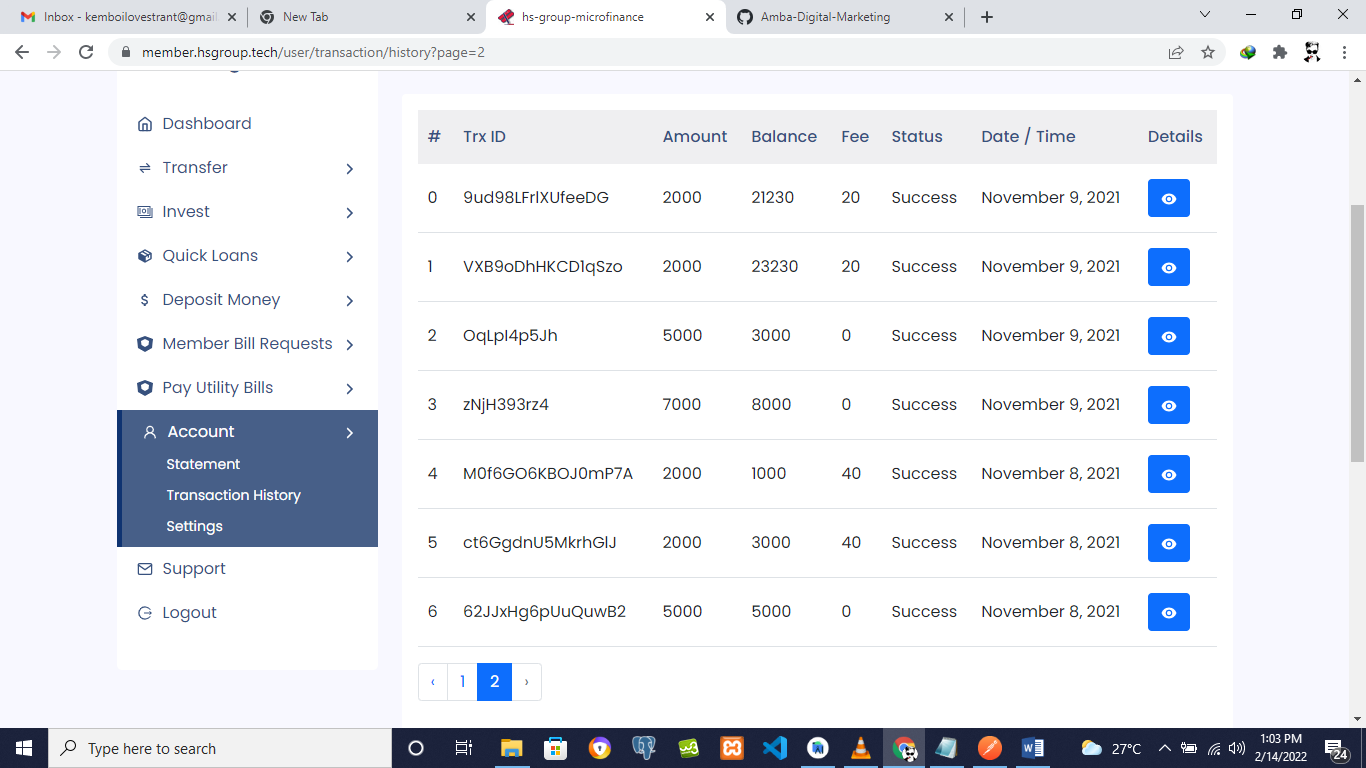 Inbox - kemboilovestrant@gmai
New Tab
hs-group-microfinance
Amba-Digital-Marketing
member.hsgroup.tech/user/transaction/history?page=2
Dashboard
Transfer
Invest
Quick Loans
Deposit Money
Member Bill Requests
Pay Utility Bills
Account
Statement
Transaction History
Settings
Support
Logout
# Trx ID Amount Balance Fee Status Date / Time Details
0 9ud98LFrlXUfeeDG 2000 21230 20 Success November 9, 2021
1 VXB9oDhHKCD1qSzo 2000 23230 20 Success November 9, 2021
2 OqLpI4p5Jh 5000 3000 0 Success November 9, 2021
3 zNjH393rz4 7000 8000 0 Success November 9, 2021
4 M0f6GO6KBOJ0mP7A 2000 1000 40 Success November 8, 2021
5 ct6GgdnU5MkrhGlJ 2000 3000 40 Success November 8, 2021
6 62JJxHg6pUuQuwB2 5000 5000 0 Success November 8, 2021
‹ 1 2 ›
Type here to search
27°C
1:03 PM
2/14/2022
24